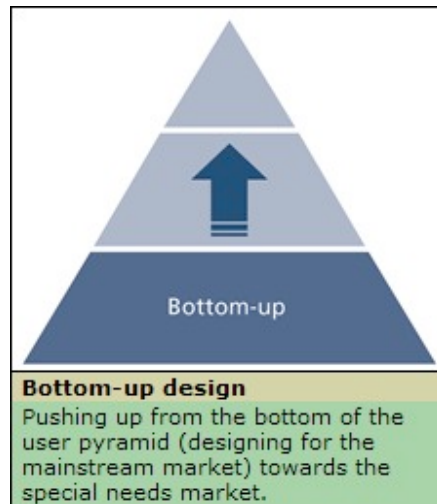 Bottom-up
Bottom-up design
Pushing up from the bottom of the
user pyramid (designing for the
mainstream market) towards the
special needs market.